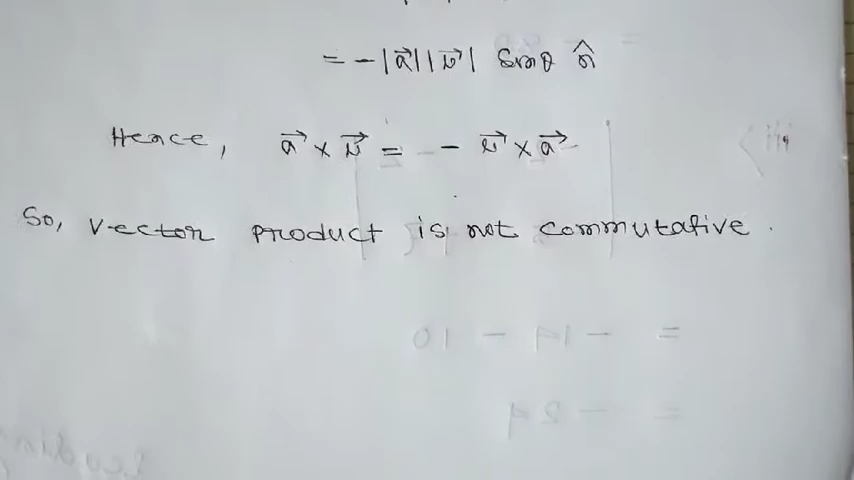 = - |a⃗| |b⃗| sinθ n̂
Hence, a⃗ × b⃗ = - b⃗ × a⃗
So, vector product is not commutative.